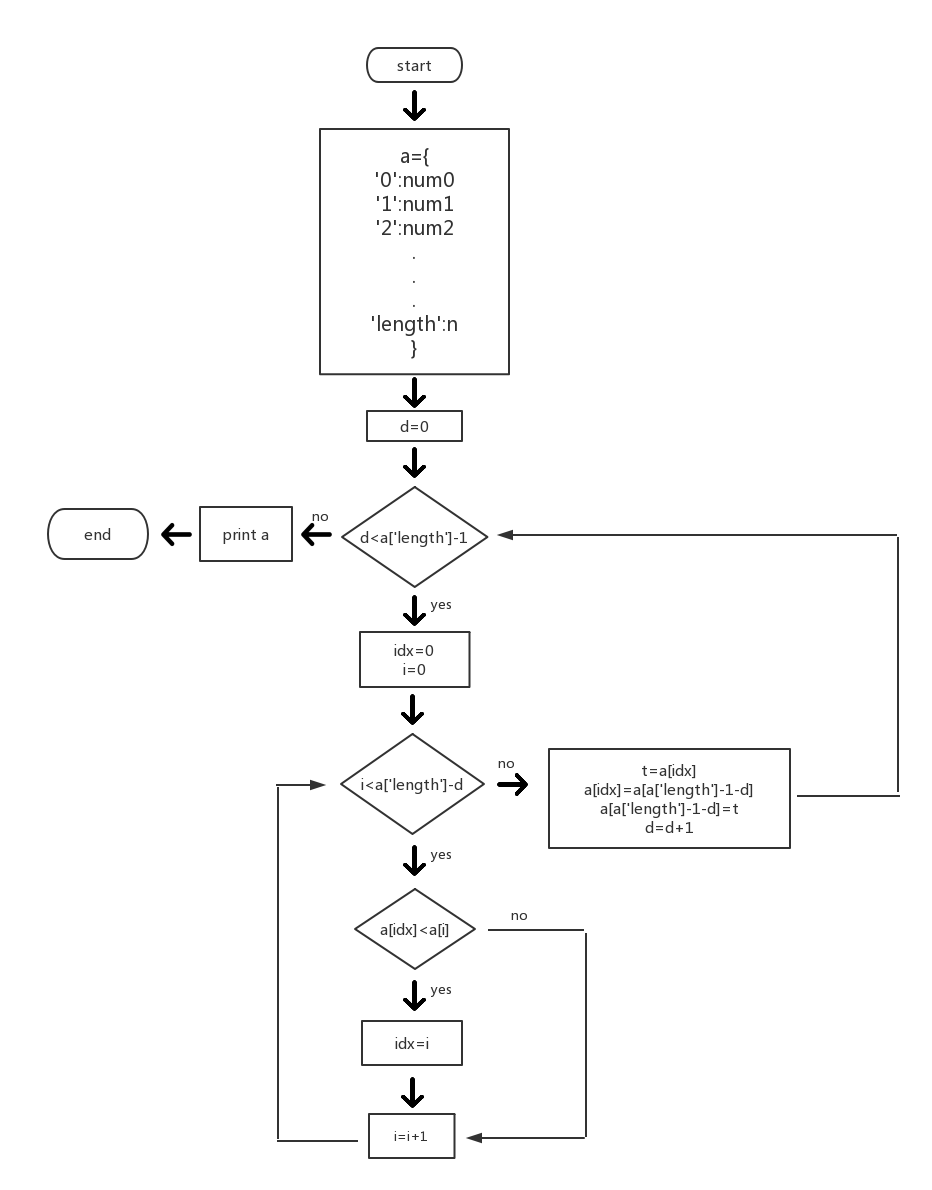 start
a={
'0':num0
'1':num1
'2':num2
.
.
.
'length':n
}
d=0
d<a['length']-1
no
print a
end
yes
idx=0
i=0
i<a['length']-d
no
t=a[idx]
a[idx]=a[a['length']-1-d]
a[a['length']-1-d]=t
d=d+1
yes
a[idx]<a[i]
no
yes
idx=i
i=i+1